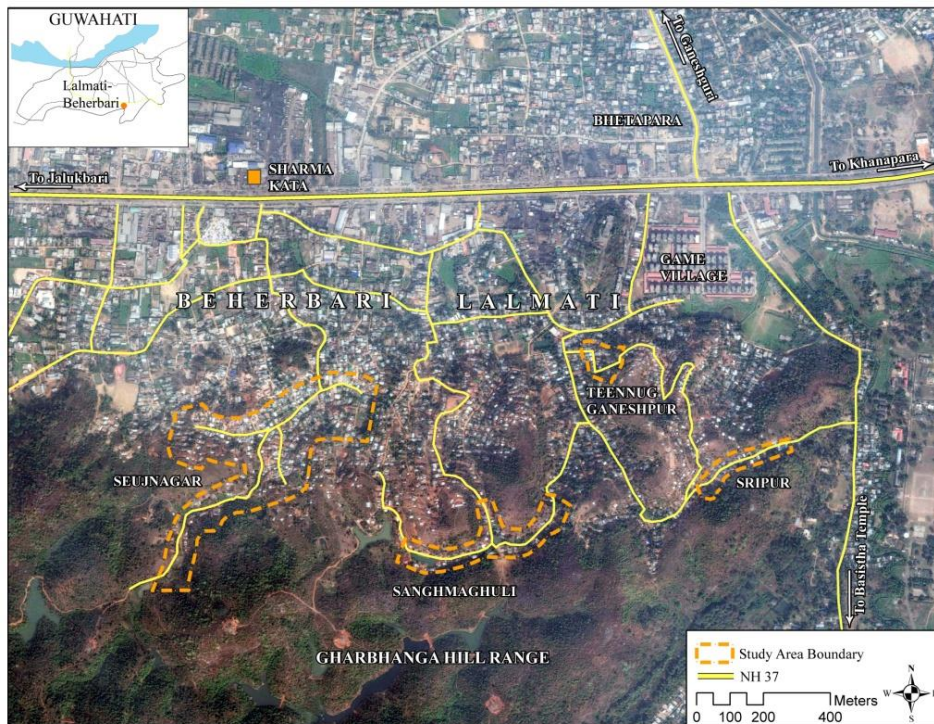 GUWAHATI
Lalmati-
Beherbari
To Ganeshguri
BHETAPARA
To Jalukbari
SHARMA
KATA
To Khanapara
GAME
VILLAGE
BEHERBARI
LALMATI
TEENNUG
GANESHPUR
SEUJNAGAR
SRIPUR
SANGHMAGHULI
To Basistha Temple
GHARBHANGA HILL RANGE
Study Area Boundary
NH 37
0 100 200 400 Meters
N
W E
S